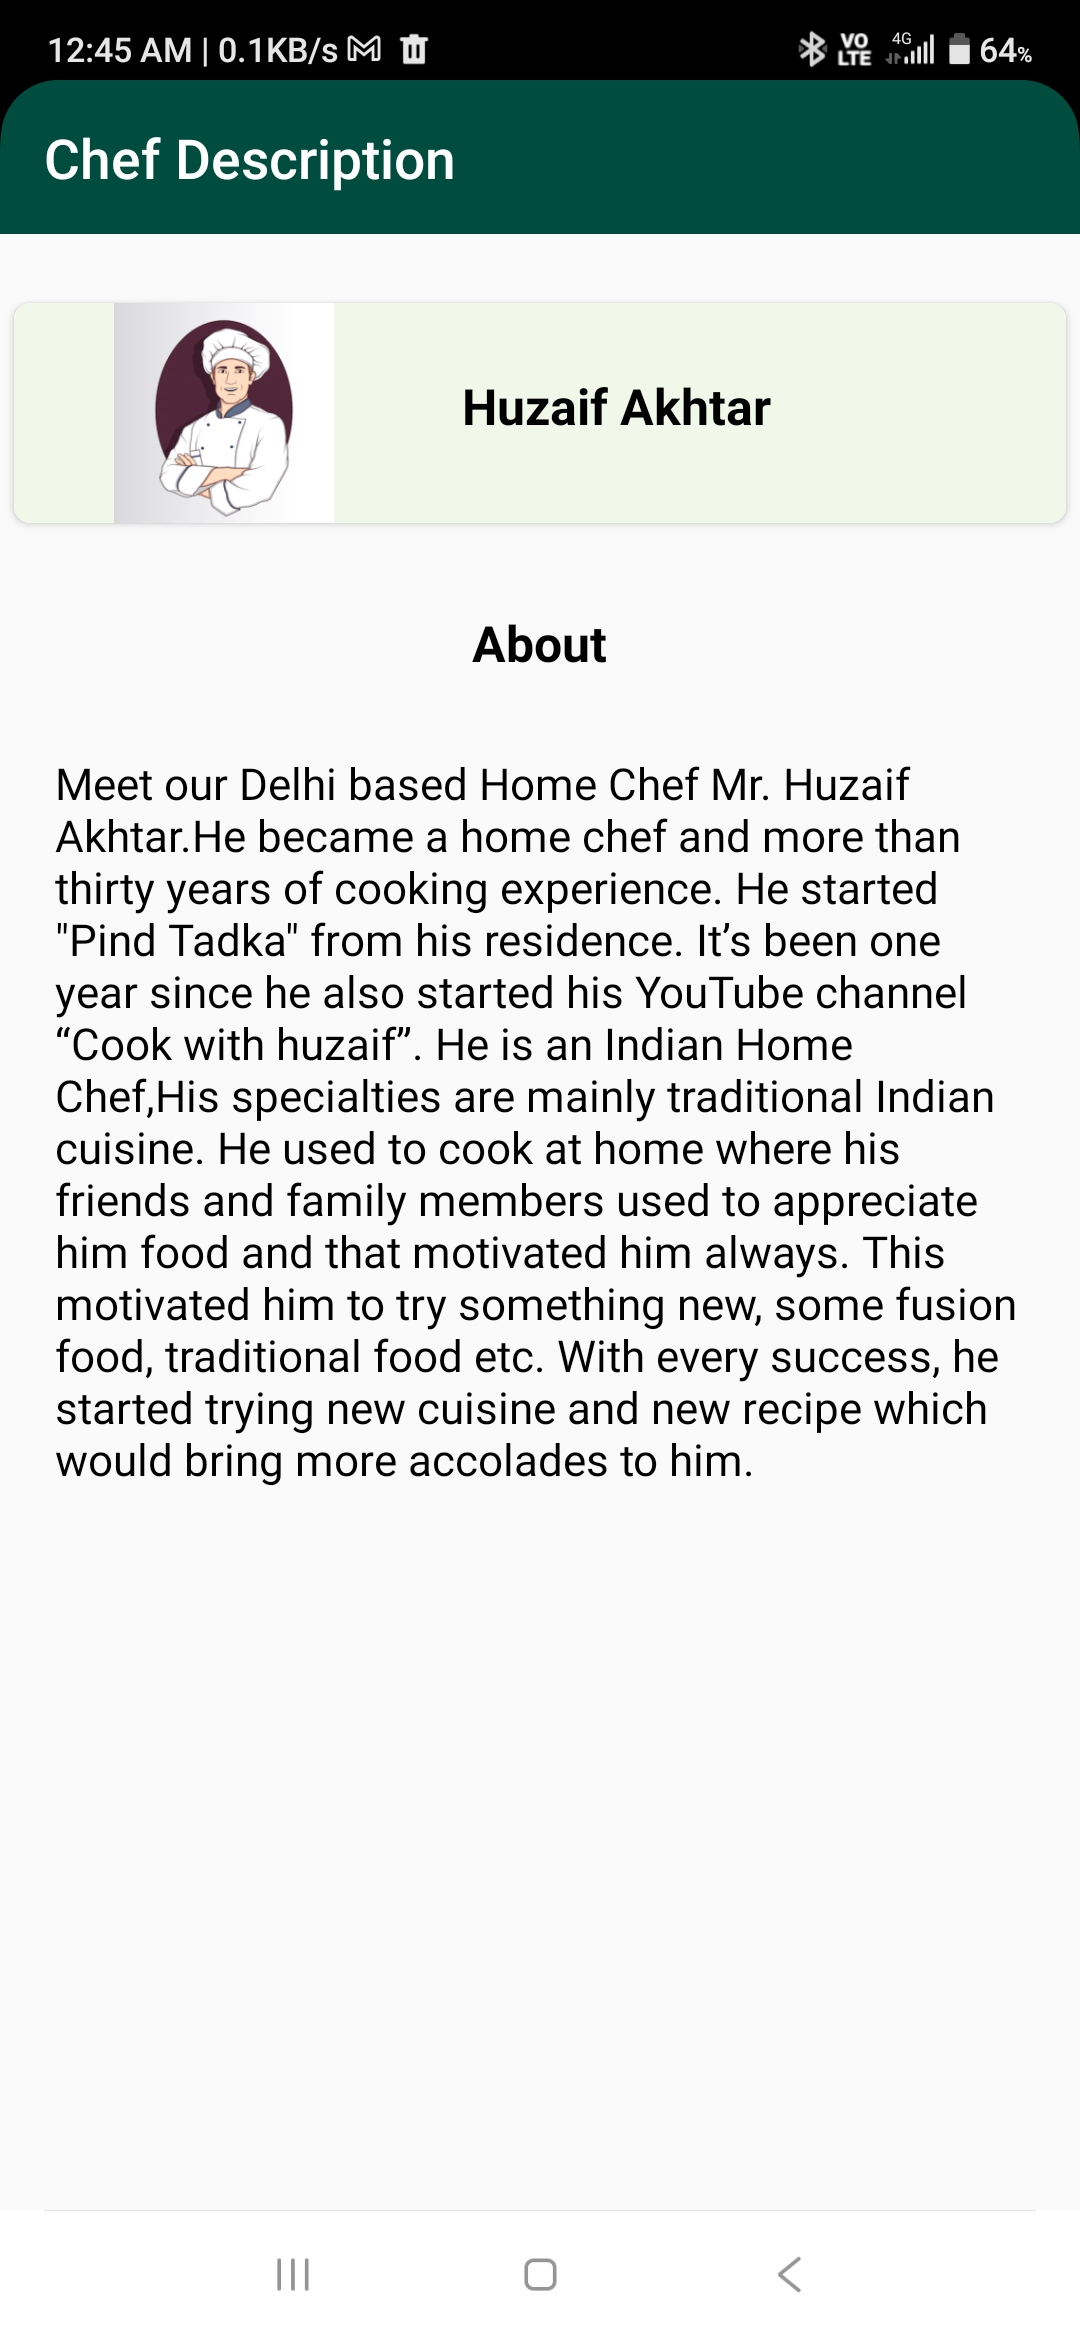 12:45 AM | 0.1KB/s
VO LTE 4G 64%
Chef Description
Huzaif Akhtar
About
Meet our Delhi based Home Chef Mr. Huzaif
Akhtar.He became a home chef and more than
thirty years of cooking experience. He started
"Pind Tadka" from his residence. It’s been one
year since he also started his YouTube channel
“Cook with huzaif”. He is an Indian Home
Chef,His specialties are mainly traditional Indian
cuisine. He used to cook at home where his
friends and family members used to appreciate
him food and that motivated him always. This
motivated him to try something new, some fusion
food, traditional food etc. With every success, he
started trying new cuisine and new recipe which
would bring more accolades to him.